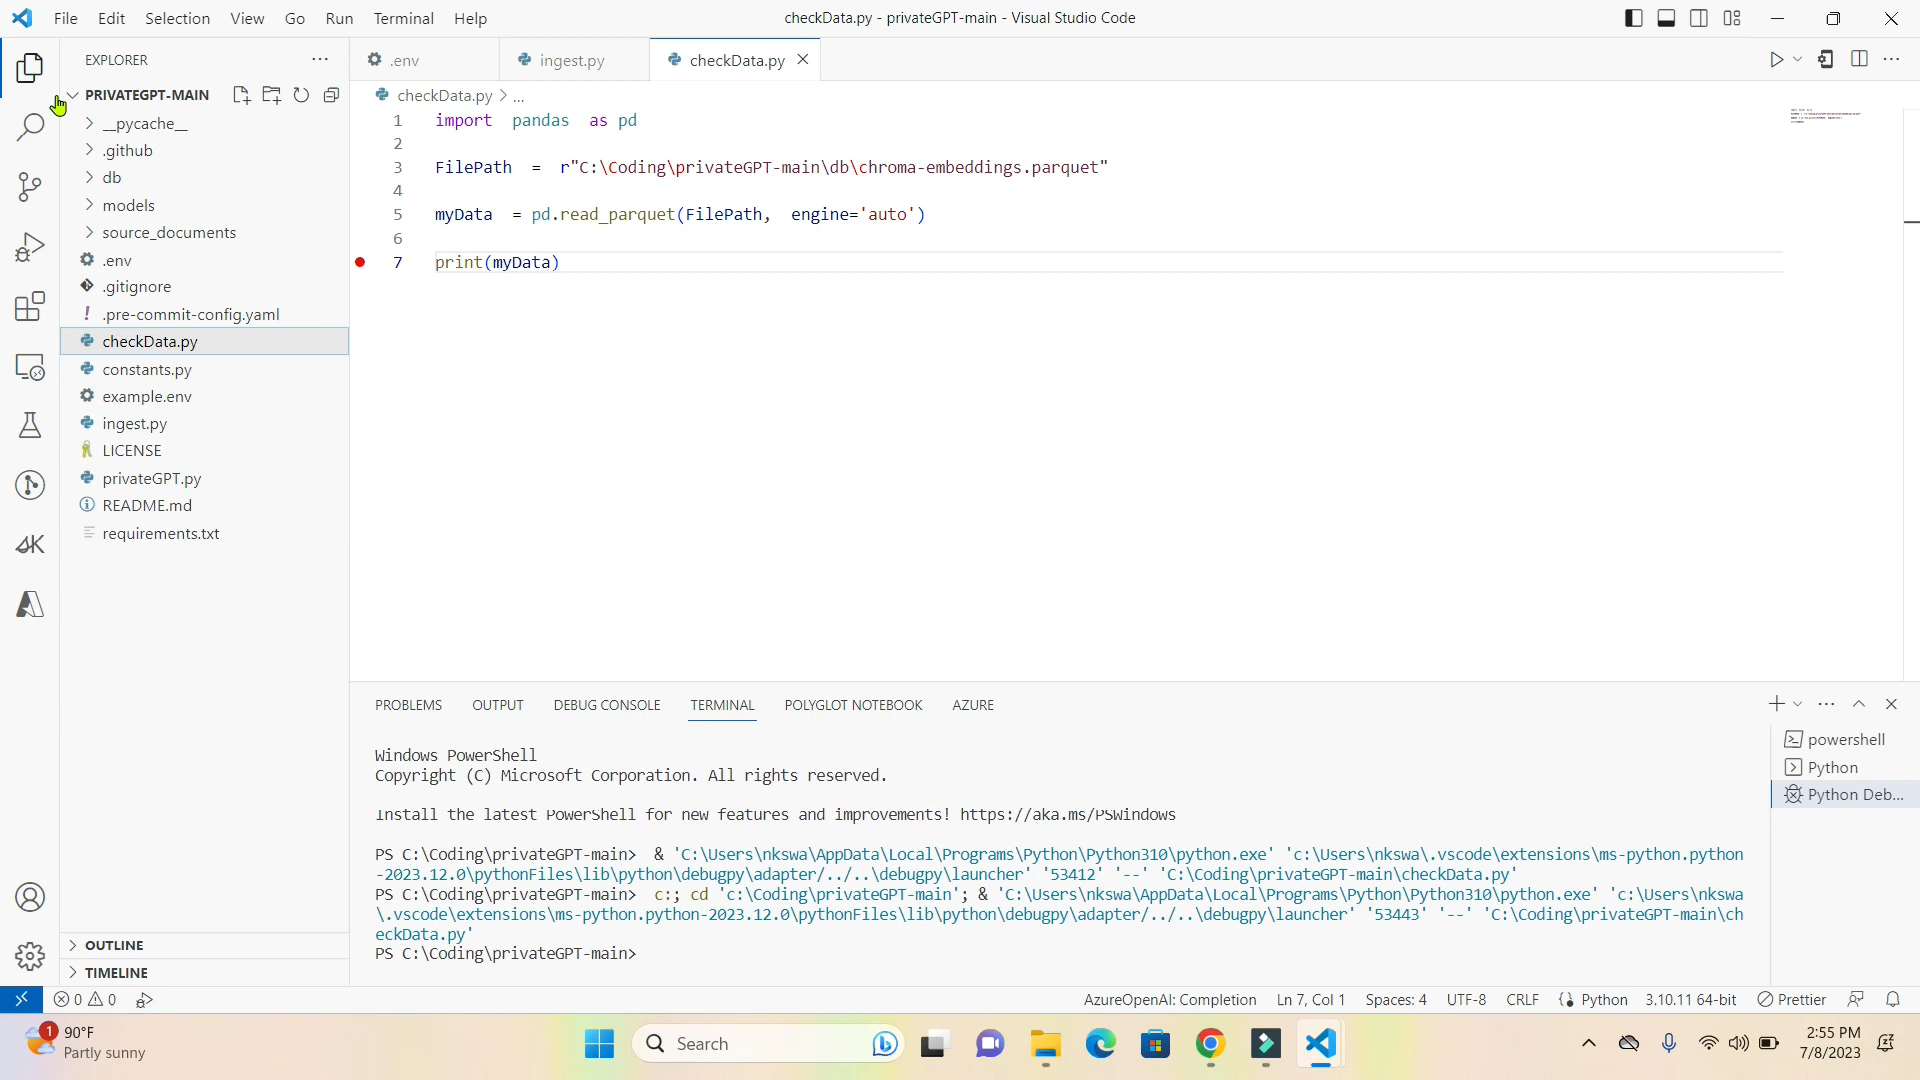 File Edit Selection View Go Run Terminal Help
checkData.py - privateGPT-main - Visual Studio Code
EXPLORER
.env
ingest.py
checkData.py
PRIVATEGPT-MAIN
__pycache__
.github
db
models
source_documents
.env
.gitignore
! .pre-commit-config.yaml
checkData.py
constants.py
example.env
ingest.py
LICENSE
privateGPT.py
README.md
requirements.txt
OUTLINE
TIMELINE
checkData.py > ...
1 import pandas as pd
2
3 FilePath = r"C:\Coding\privateGPT-main\db\chroma-embeddings.parquet"
4
5 myData = pd.read_parquet(FilePath, engine='auto')
6
7 print(myData)
PROBLEMS OUTPUT DEBUG CONSOLE TERMINAL POLYGLOT NOTEBOOK AZURE
Windows PowerShell
Copyright (C) Microsoft Corporation. All rights reserved.
Install the latest PowerShell for new features and improvements! https://aka.ms/PSWindows
PS C:\Coding\privateGPT-main> & 'C:\Users\nkswa\AppData\Local\Programs\Python\Python310\python.exe' 'c:\Users\nkswa\.vscode\extensions\ms-python.python
-2023.12.0\pythonFiles\lib\python\debugpy\adapter/../..\debugpy\launcher' '53412' '--' 'C:\Coding\privateGPT-main\checkData.py'
PS C:\Coding\privateGPT-main> c:; cd 'c:\Coding\privateGPT-main'; & 'C:\Users\nkswa\AppData\Local\Programs\Python\Python310\python.exe' 'c:\Users\nkswa
\.vscode\extensions\ms-python.python-2023.12.0\pythonFiles\lib\python\debugpy\adapter/../..\debugpy\launcher' '53443' '--' 'C:\Coding\privateGPT-main\ch
eckData.py'
PS C:\Coding\privateGPT-main>
powershell
Python
Python Deb...
0 0
AzureOpenAI: Completion Ln 7, Col 1 Spaces: 4 UTF-8 CRLF Python 3.10.11 64-bit Prettier
1
90°F
Partly sunny
Search
2:55 PM
7/8/2023